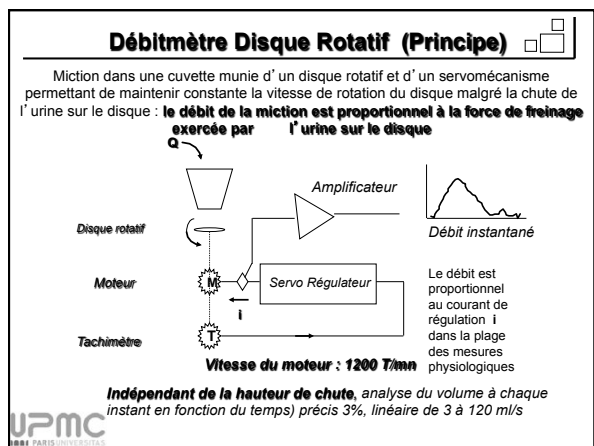 Débitmètre Disque Rotatif (Principe)
Miction dans une cuvette munie d'un disque rotatif et d'un servomécanisme
permettant de maintenir constante la vitesse de rotation du disque malgré la chute de
l'urine sur le disque : le débit de la miction est proportionnel à la force de freinage
exercée par l'urine sur le disque
Q
Amplificateur
Disque rotatif
Débit instantané
Moteur
M
Servo Régulateur
i
Le débit est
proportionnel
au courant de
régulation i
dans la plage
des mesures
physiologiques
Tachimètre
T
Vitesse du moteur : 1200 T/mn
Indépendant de la hauteur de chute, analyse du volume à chaque
instant en fonction du temps) précis 3%, linéaire de 3 à 120 ml/s
UPMC
PARISUNIVERSITAS